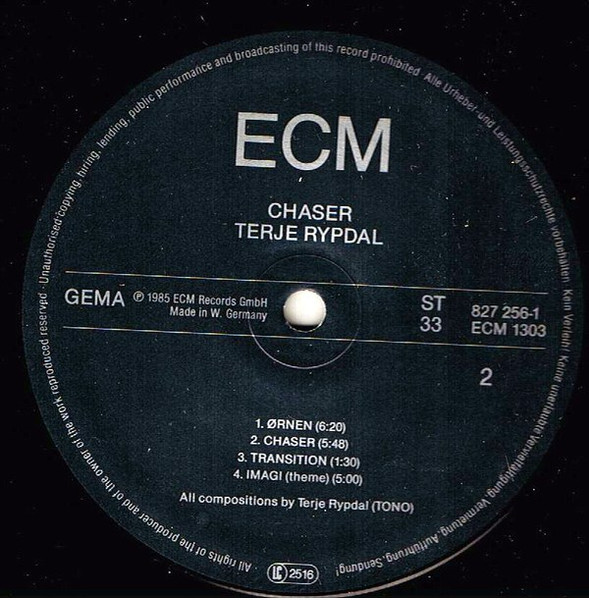 ECM
CHASER
TERJE RYPDAL
GEMA
℗ 1985 ECM Records GmbH
Made in W. Germany
ST
33
827 256-1
ECM 1303
2
1. ØRNEN (6:20)
2. CHASER (5:48)
3. TRANSITION (1:30)
4. IMAGI (theme) (5:00)
All compositions by Terje Rypdal (TONO)
LC 2516
· All rights of the producer and of the owner of the work reproduced reserved · Unauthorised copying, hiring, lending, public performance and broadcasting of this record prohibited · Alle Urheber- und Leistungsschutzrechte vorbehalten. Kein Verleih! Keine unerlaubte Vervielfältigung, Vermietung, Aufführung, Sendung!